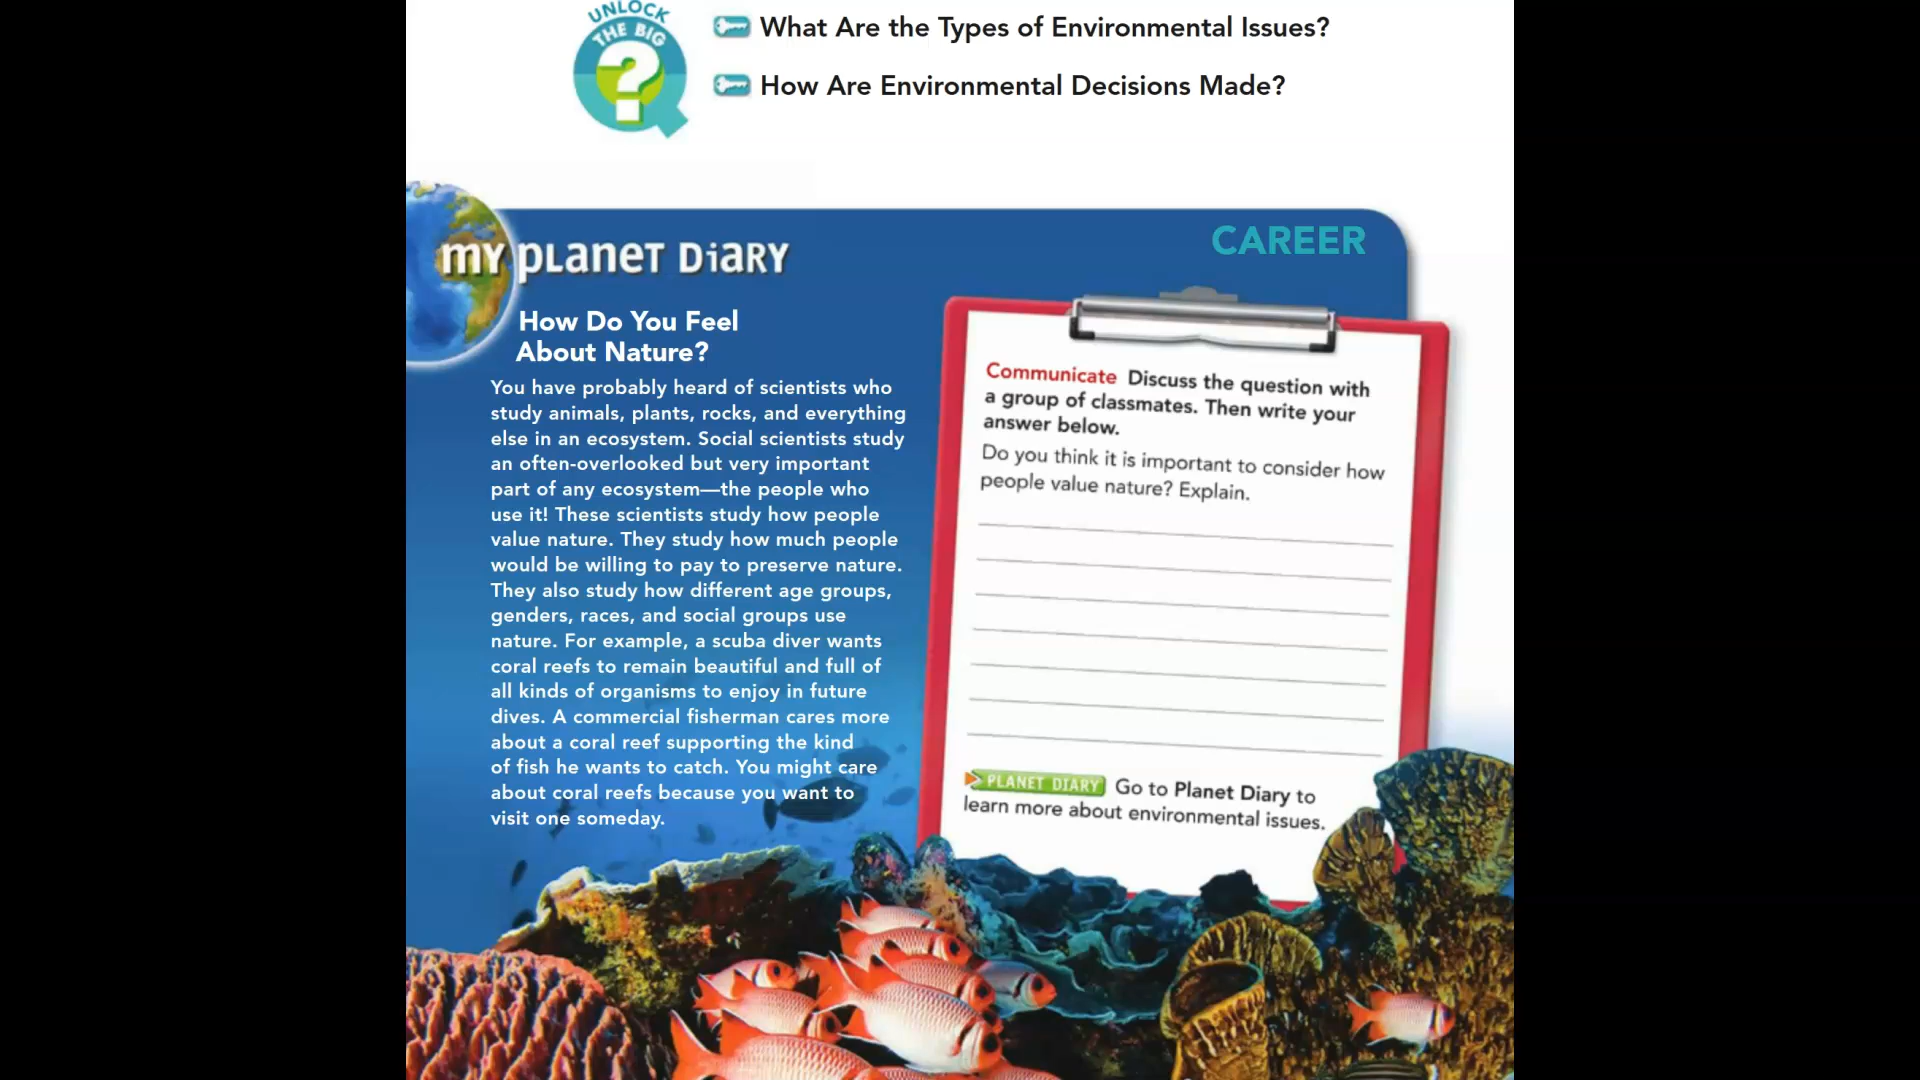 UNLOCK
THE BIG
?
What Are the Types of Environmental Issues?
How Are Environmental Decisions Made?
my planet Diary
CAREER
How Do You Feel
About Nature?
You have probably heard of scientists who
study animals, plants, rocks, and everything
else in an ecosystem. Social scientists study
an often-overlooked but very important
part of any ecosystem—the people who
use it! These scientists study how people
value nature. They study how much people
would be willing to pay to preserve nature.
They also study how different age groups,
genders, races, and social groups use
nature. For example, a scuba diver wants
coral reefs to remain beautiful and full of
all kinds of organisms to enjoy in future
dives. A commercial fisherman cares more
about a coral reef supporting the kind
of fish he wants to catch. You might care
about coral reefs because you want to
visit one someday.
Communicate Discuss the question with
a group of classmates. Then write your
answer below.
Do you think it is important to consider how
people value nature? Explain.
PLANET DIARY Go to Planet Diary to
learn more about environmental issues.